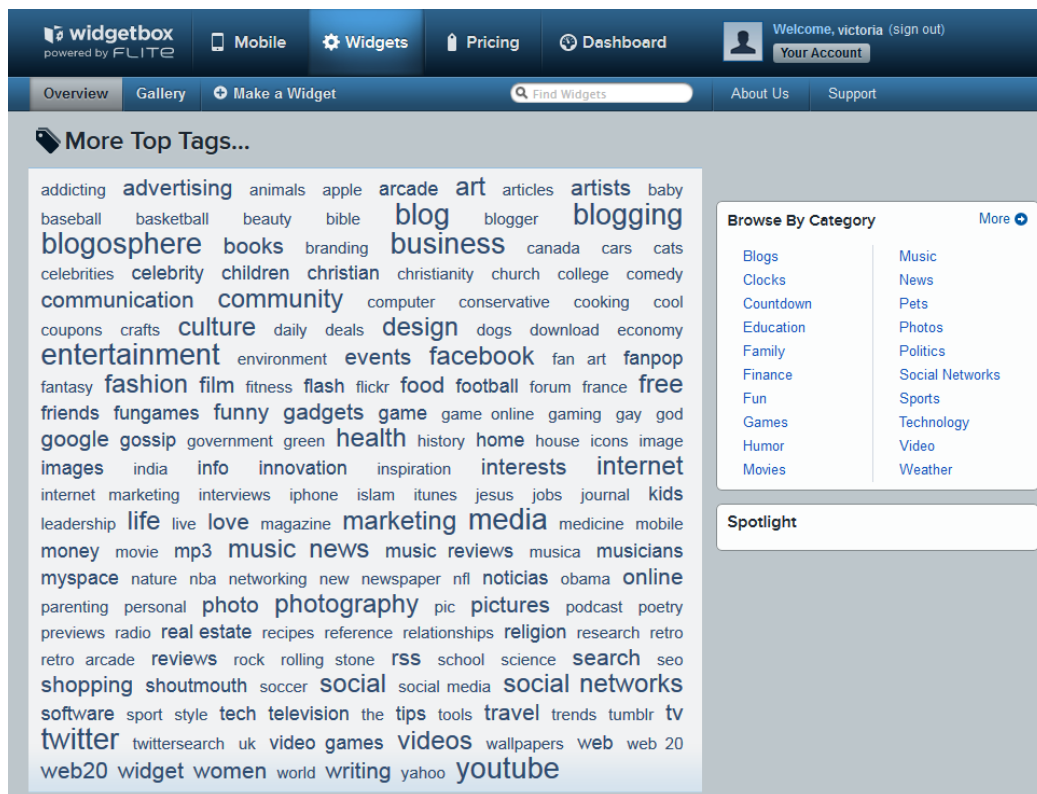 widgetbox
powered by FLITE
Mobile
Widgets
Pricing
Dashboard
Welcome, victoria (sign out)
Your Account
Overview
Gallery
Make a Widget
Find Widgets
About Us
Support
More Top Tags...
addicting advertising animals apple arcade art articles artists baby
baseball basketball beauty bible blog blogger blogging
blogosphere books branding business canada cars cats
celebrities celebrity children christian christianity church college comedy
communication community computer conservative cooking cool
coupons crafts culture daily deals design dogs download economy
entertainment environment events facebook fan art fanpop
fantasy fashion film fitness flash flickr food football forum france free
friends fungames funny gadgets game game online gaming gay god
google gossip government green health history home house icons image
images india info innovation inspiration interests internet
internet marketing interviews iphone islam itunes jesus jobs journal kids
leadership life live love magazine marketing media medicine mobile
money movie mp3 music news music reviews musica musicians
myspace nature nba networking new newspaper nfl noticias obama online
parenting personal photo photography pic pictures podcast poetry
previews radio real estate recipes reference relationships religion research retro
retro arcade reviews rock rolling stone rss school science search seo
shopping shoutmouth soccer social social media social networks
software sport style tech television the tips tools travel trends tumblr tv
twitter twittersearch uk video games videos wallpapers web web 20
web20 widget women world writing yahoo youtube
Browse By Category
More
Blogs
Clocks
Countdown
Education
Family
Finance
Fun
Games
Humor
Movies
Music
News
Pets
Photos
Politics
Social Networks
Sports
Technology
Video
Weather
Spotlight